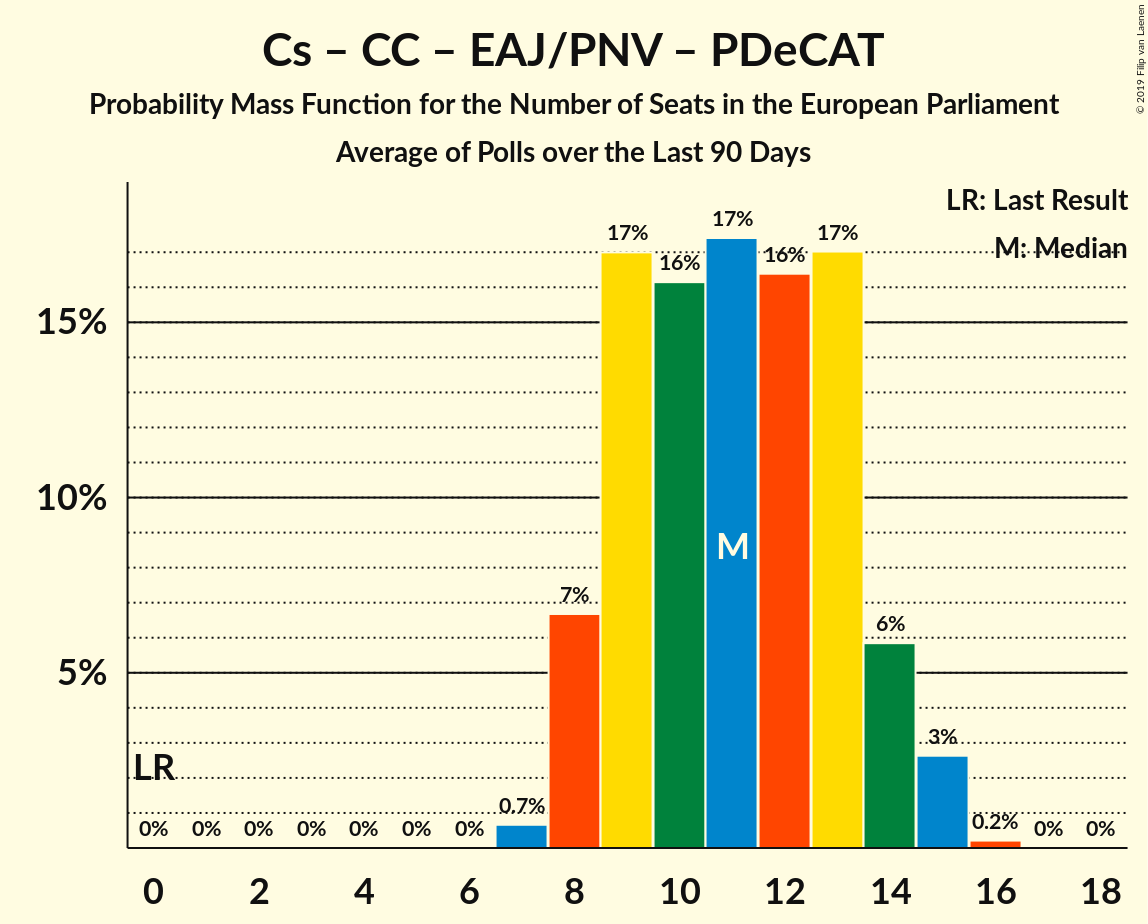 Cs – CC – EAJ/PNV – PDeCAT
Probability Mass Function for the Number of Seats in the European Parliament
Average of Polls over the Last 90 Days
© 2019 Filip van Laenen
LR: Last Result
M: Median
15%
10%
5%
LR
M
0% 0% 0% 0% 0% 0% 0% 0.7% 7% 17% 16% 17% 16% 17% 6% 3% 0.2% 0% 0%
0 2 4 6 8 10 12 14 16 18